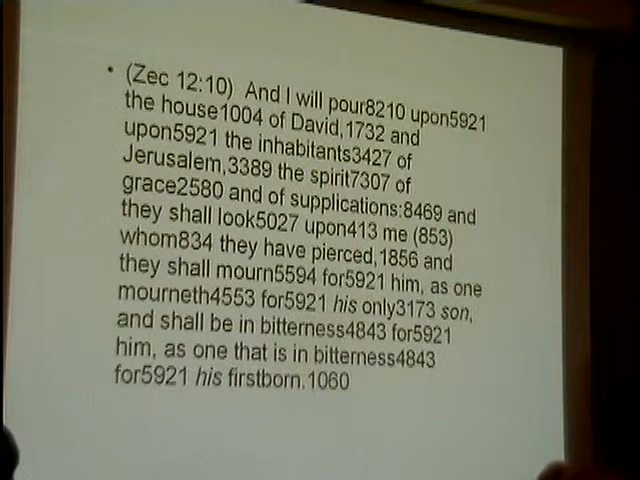 • (Zec 12:10) And I will pour8210 upon5921
the house1004 of David,1732 and
upon5921 the inhabitants3427 of
Jerusalem,3389 the spirit7307 of
grace2580 and of supplications:8469 and
they shall look5027 upon413 me (853)
whom834 they have pierced,1856 and
they shall mourn5594 for5921 him, as one
mourneth4553 for5921 his only3173 son,
and shall be in bitterness4843 for5921
him, as one that is in bitterness4843
for5921 his firstborn.1060